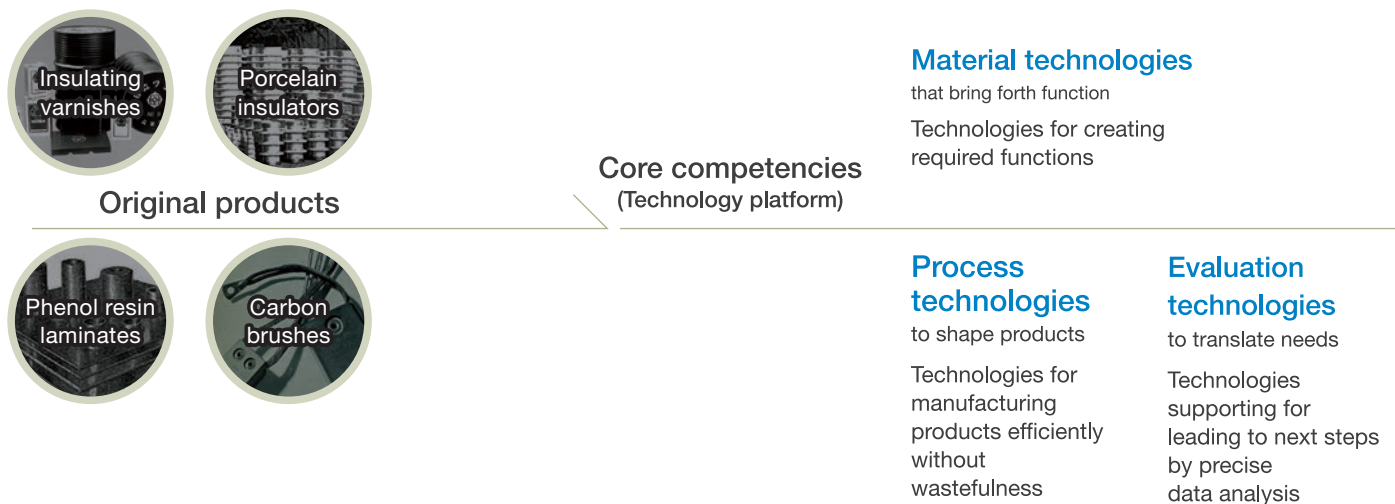 Insulating
varnishes
Porcelain
insulators
Original products
Phenol resin
laminates
Carbon
brushes
Core competencies
(Technology platform)
Material technologies
that bring forth function
Technologies for creating
required functions
Process
technologies
to shape products
Technologies for
manufacturing
products efficiently
without
wastefulness
Evaluation
technologies
to translate needs
Technologies
supporting for
leading to next steps
by precise
data analysis